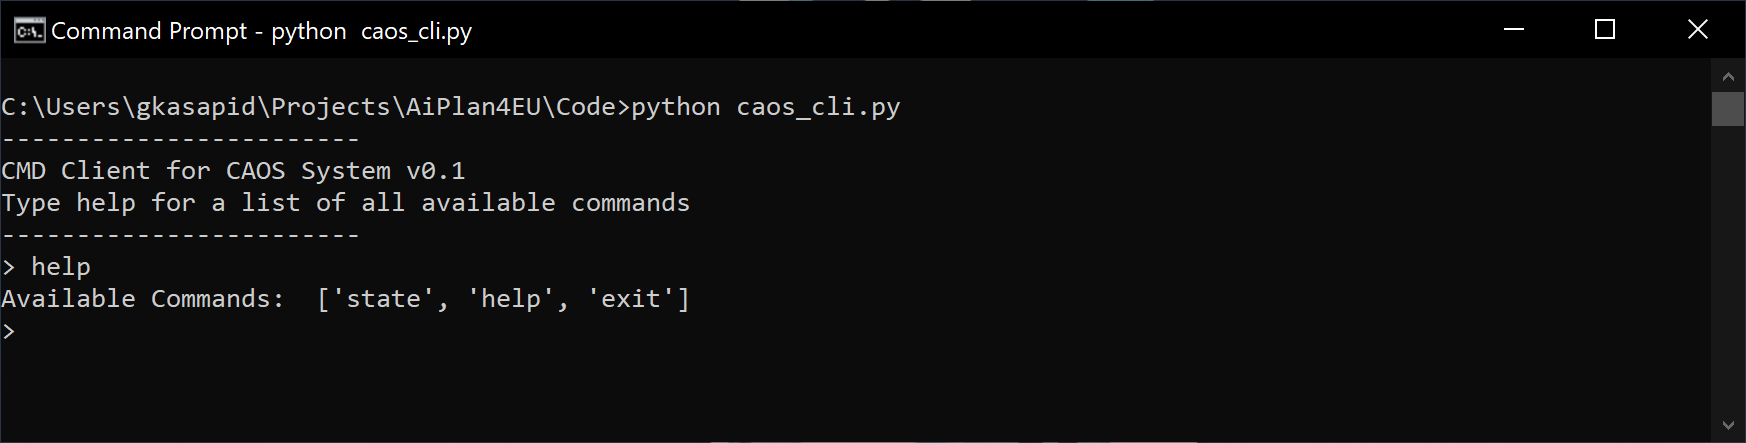 Command Prompt - python  caos_cli.py
C:\Users\gkasapid\Projects\AiPlan4EU\Code>python caos_cli.py
------------------------
CMD Client for CAOS System v0.1
Type help for a list of all available commands
------------------------
> help
Available Commands:  ['state', 'help', 'exit']
>